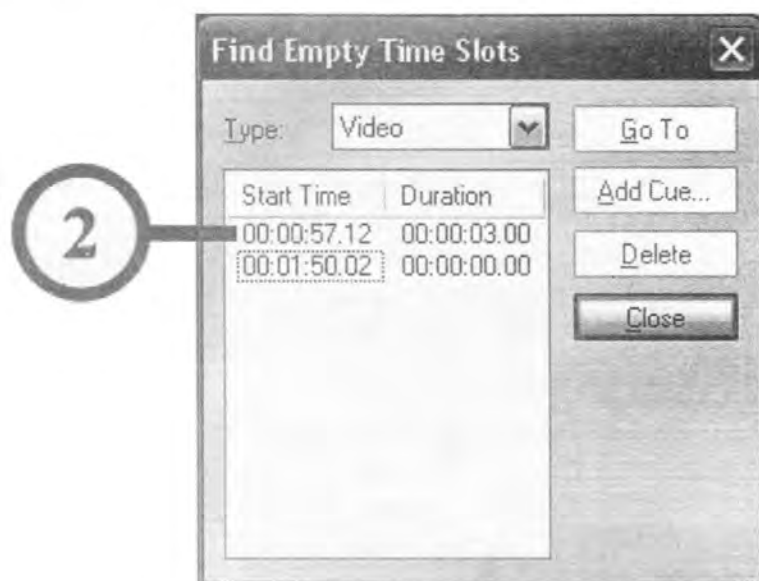 Find Empty Time Slots
Type: Video Go To
Start Time Duration Add Cue...
2 00:00:57.12 00:00:03.00
00:01:50.02 00:00:00.00 Delete
Close